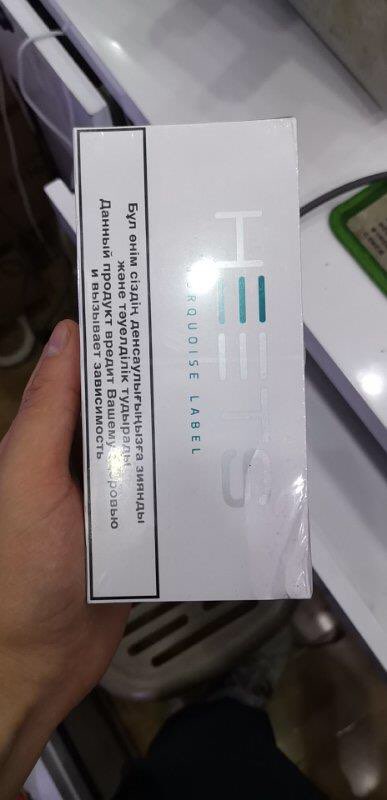 HEETS
TURQUOISE LABEL
Бұл өнім сіздің денсаулығыңызға зиянды
және тәуелділік тудырады
Данный продукт вредит Вашему здоровью
и вызывает зависимость